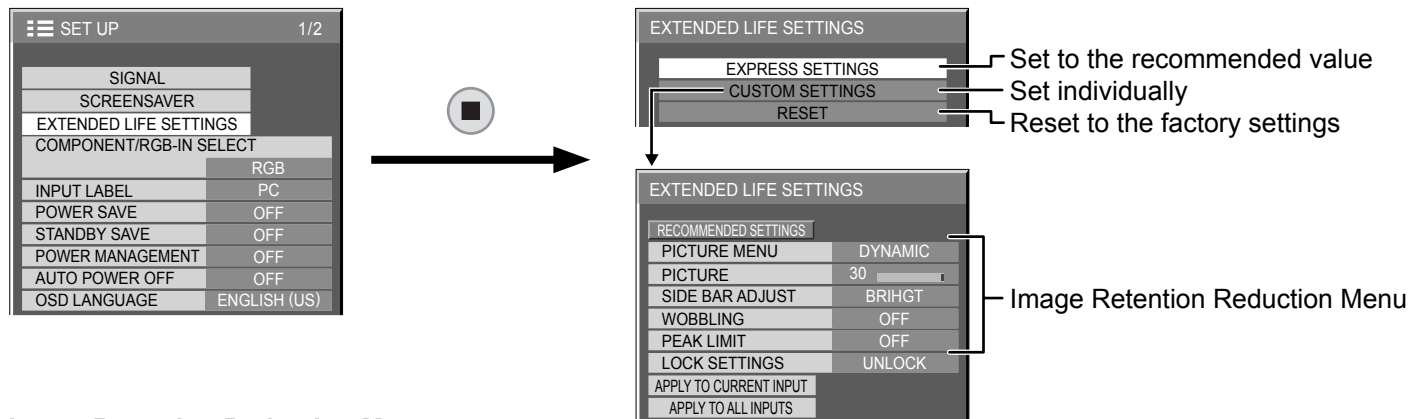 SET UP 1/2
SIGNAL
SCREENSAVER
EXTENDED LIFE SETTINGS
COMPONENT/RGB-IN SELECT
RGB
INPUT LABEL PC
POWER SAVE OFF
STANDBY SAVE OFF
POWER MANAGEMENT OFF
AUTO POWER OFF OFF
OSD LANGUAGE ENGLISH (US)
EXTENDED LIFE SETTINGS
EXPRESS SETTINGS
CUSTOM SETTINGS
RESET
Set to the recommended value
Set individually
Reset to the factory settings
EXTENDED LIFE SETTINGS
RECOMMENDED SETTINGS
PICTURE MENU DYNAMIC
PICTURE 30
SIDE BAR ADJUST BRIHGT
WOBBLING OFF
PEAK LIMIT OFF
LOCK SETTINGS UNLOCK
APPLY TO CURRENT INPUT
APPLY TO ALL INPUTS
Image Retention Reduction Menu